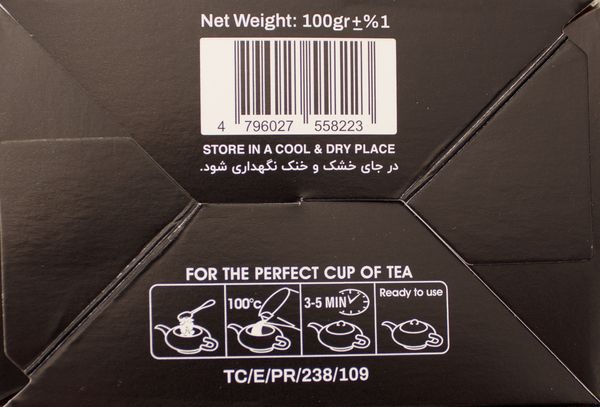 Net Weight: 100gr±%1
4 796027 558223
STORE IN A COOL & DRY PLACE
در جای خشک و خنک نگهداری شود.
FOR THE PERFECT CUP OF TEA
100°c
3-5 MIN
Ready to use
TC/E/PR/238/109